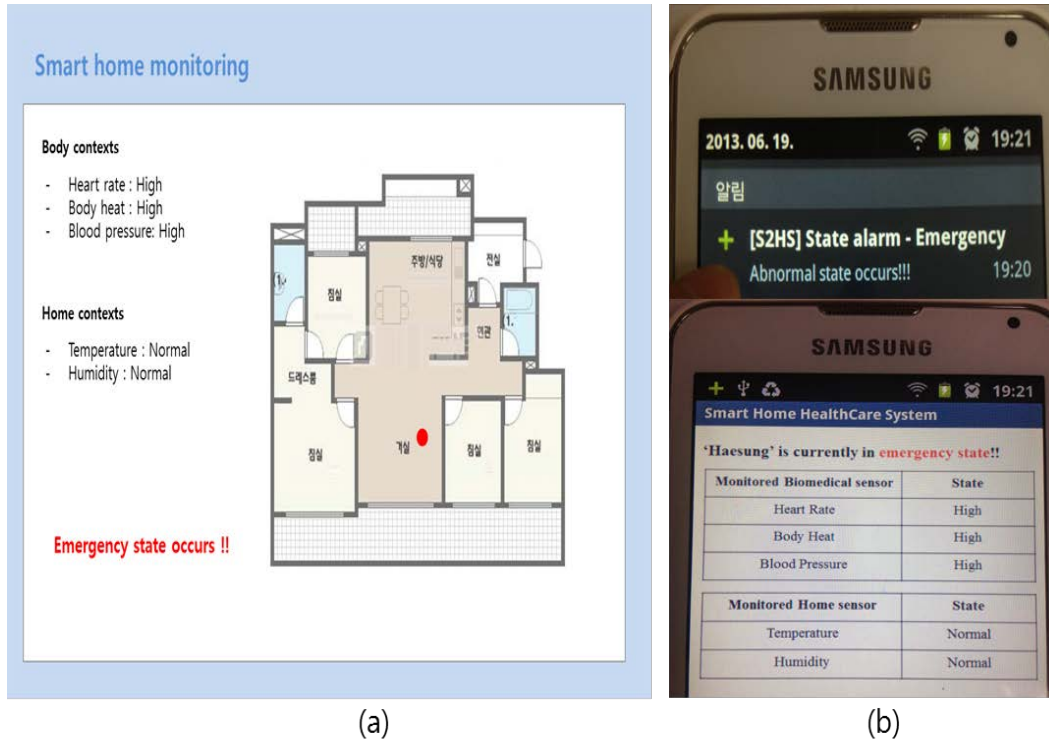 Smart home monitoring
Body contexts
- Heart rate : High
- Body heat : High
- Blood pressure: High
Home contexts
- Temperature : Normal
- Humidity : Normal
Emergency state occurs !!
주방/식당
전실
침실
현관
드레스룸
침실
거실
침실
침실
(a)
SAMSUNG
2013. 06. 19.
19:21
알림
[S2HS] State alarm - Emergency
Abnormal state occurs!!!
19:20
SAMSUNG
19:21
Smart Home HealthCare System
‘Haesung’ is currently in emergency state!!
Monitored Biomedical sensor State
Heart Rate High
Body Heat High
Blood Pressure High
Monitored Home sensor State
Temperature Normal
Humidity Normal
(b)